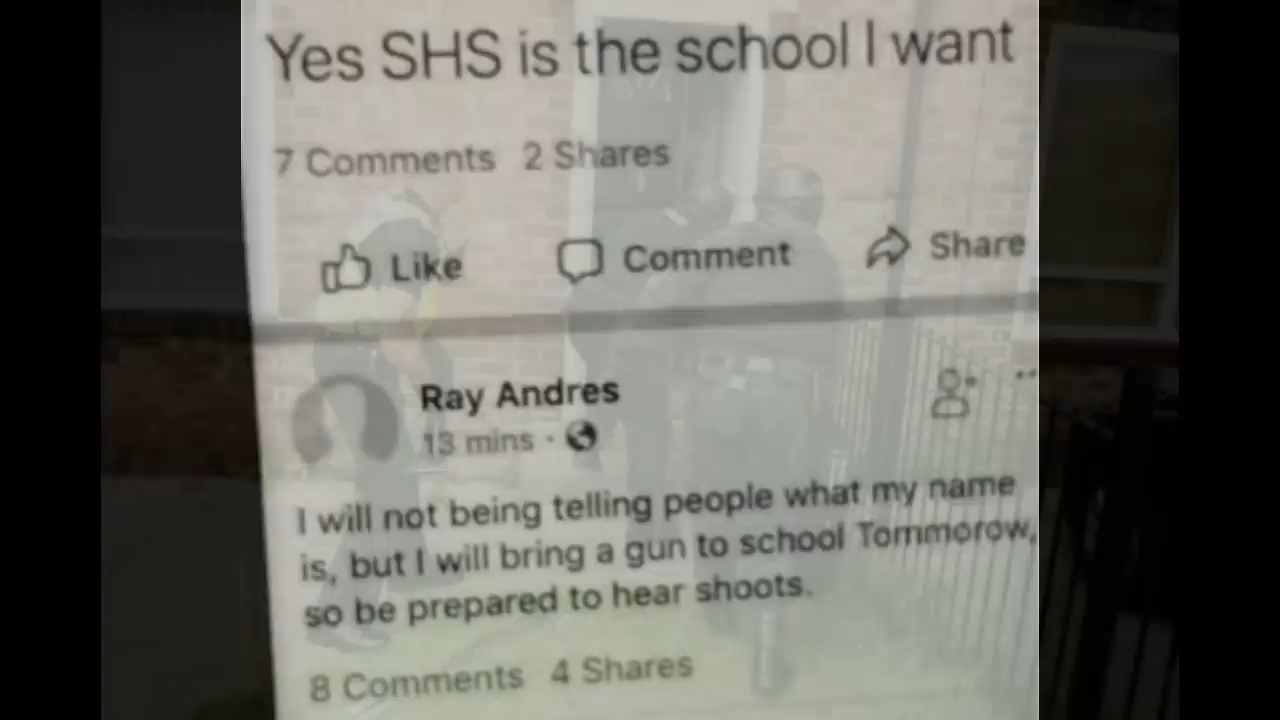 Yes SHS is the school I want
7 Comments 2 Shares
Like Comment Share
Ray Andres
13 mins ·
I will not being telling people what my name
is, but I will bring a gun to school Tommorow,
so be prepared to hear shoots.
8 Comments 4 Shares